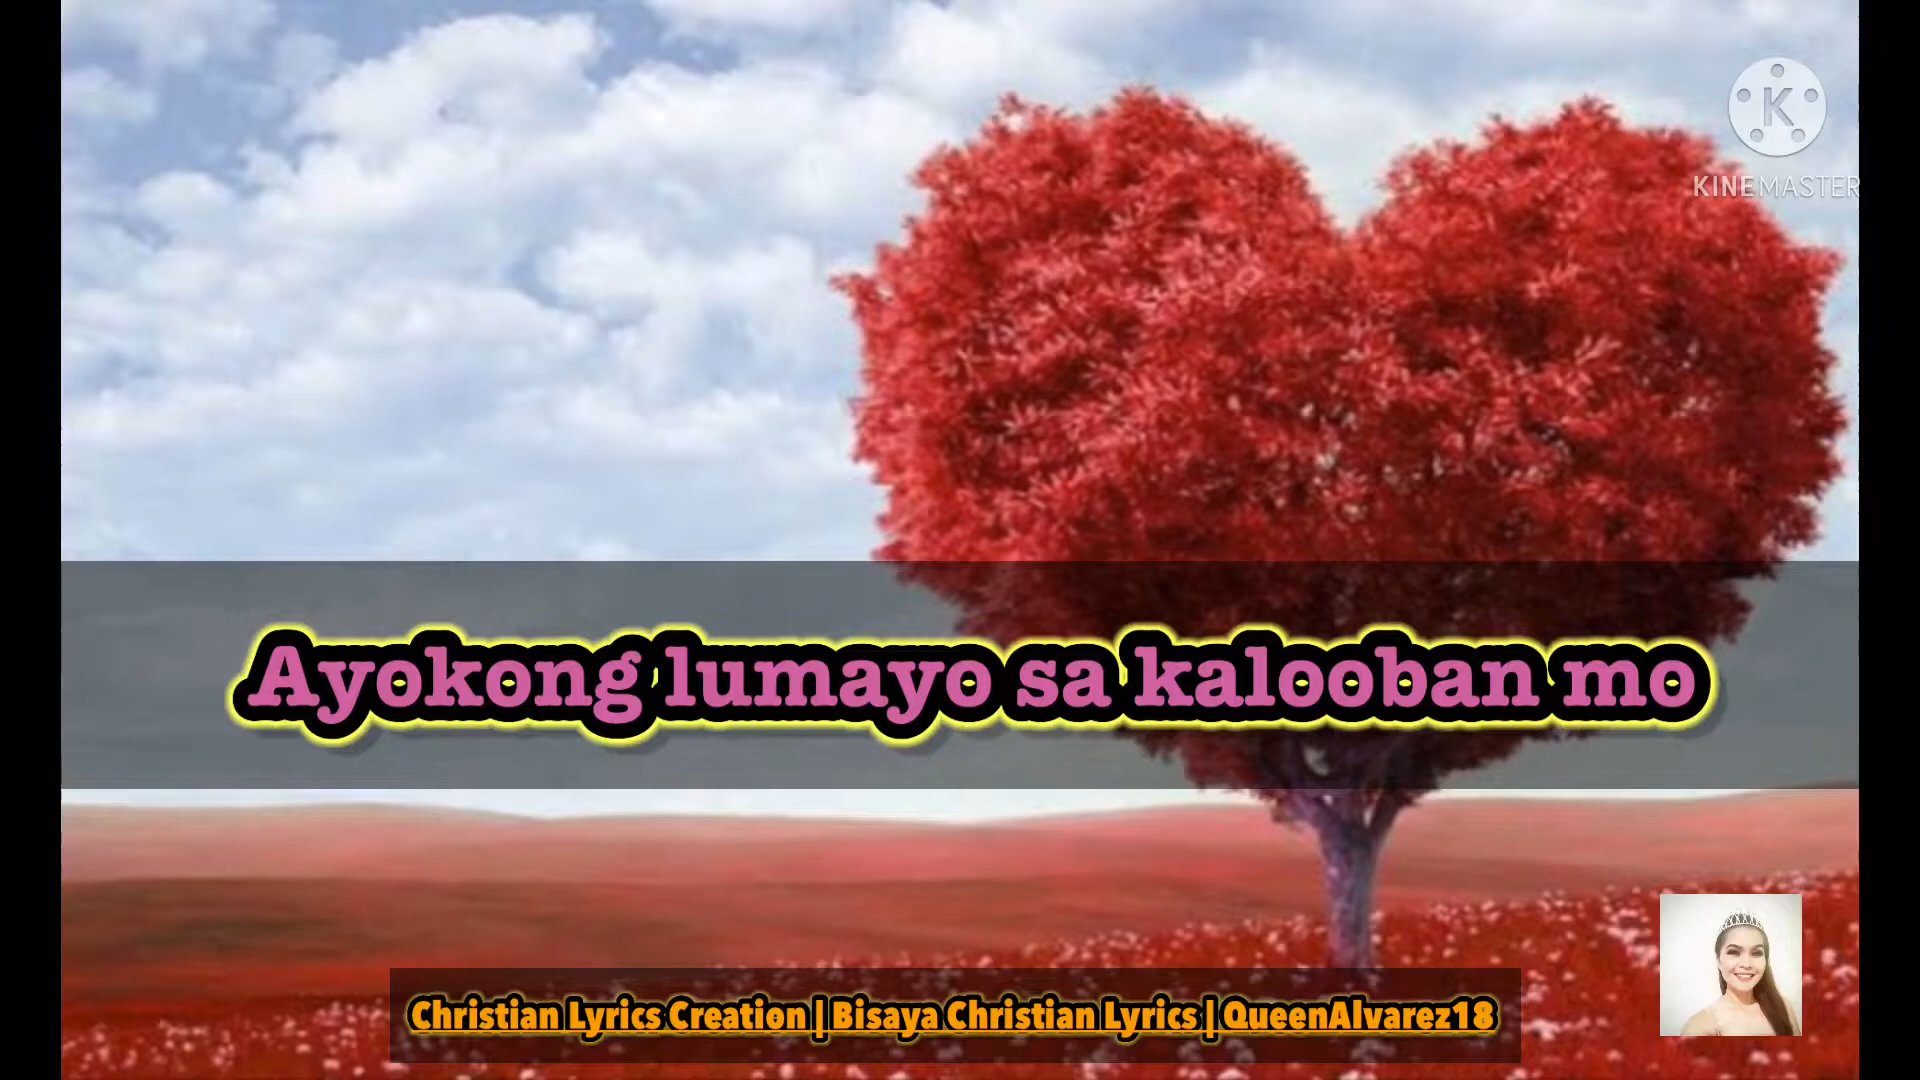 K
KINEMASTER
Ayokong lumayo sa kalooban mo
Christian Lyrics Creation | Bisaya Christian Lyrics | QueenAlvarez18